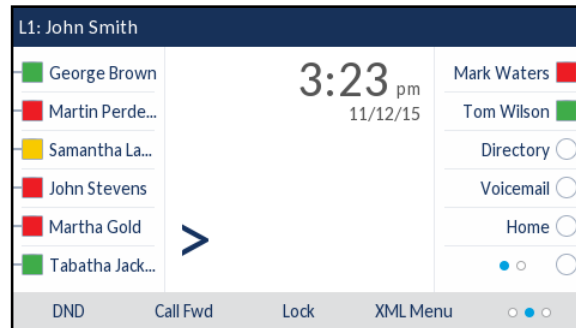 L1: John Smith
George Brown
Martin Perde...
Samantha La...
John Stevens
Martha Gold
Tabatha Jack...
3:23 pm
11/12/15
>
Mark Waters
Tom Wilson
Directory
Voicemail
Home
DND Call Fwd Lock XML Menu